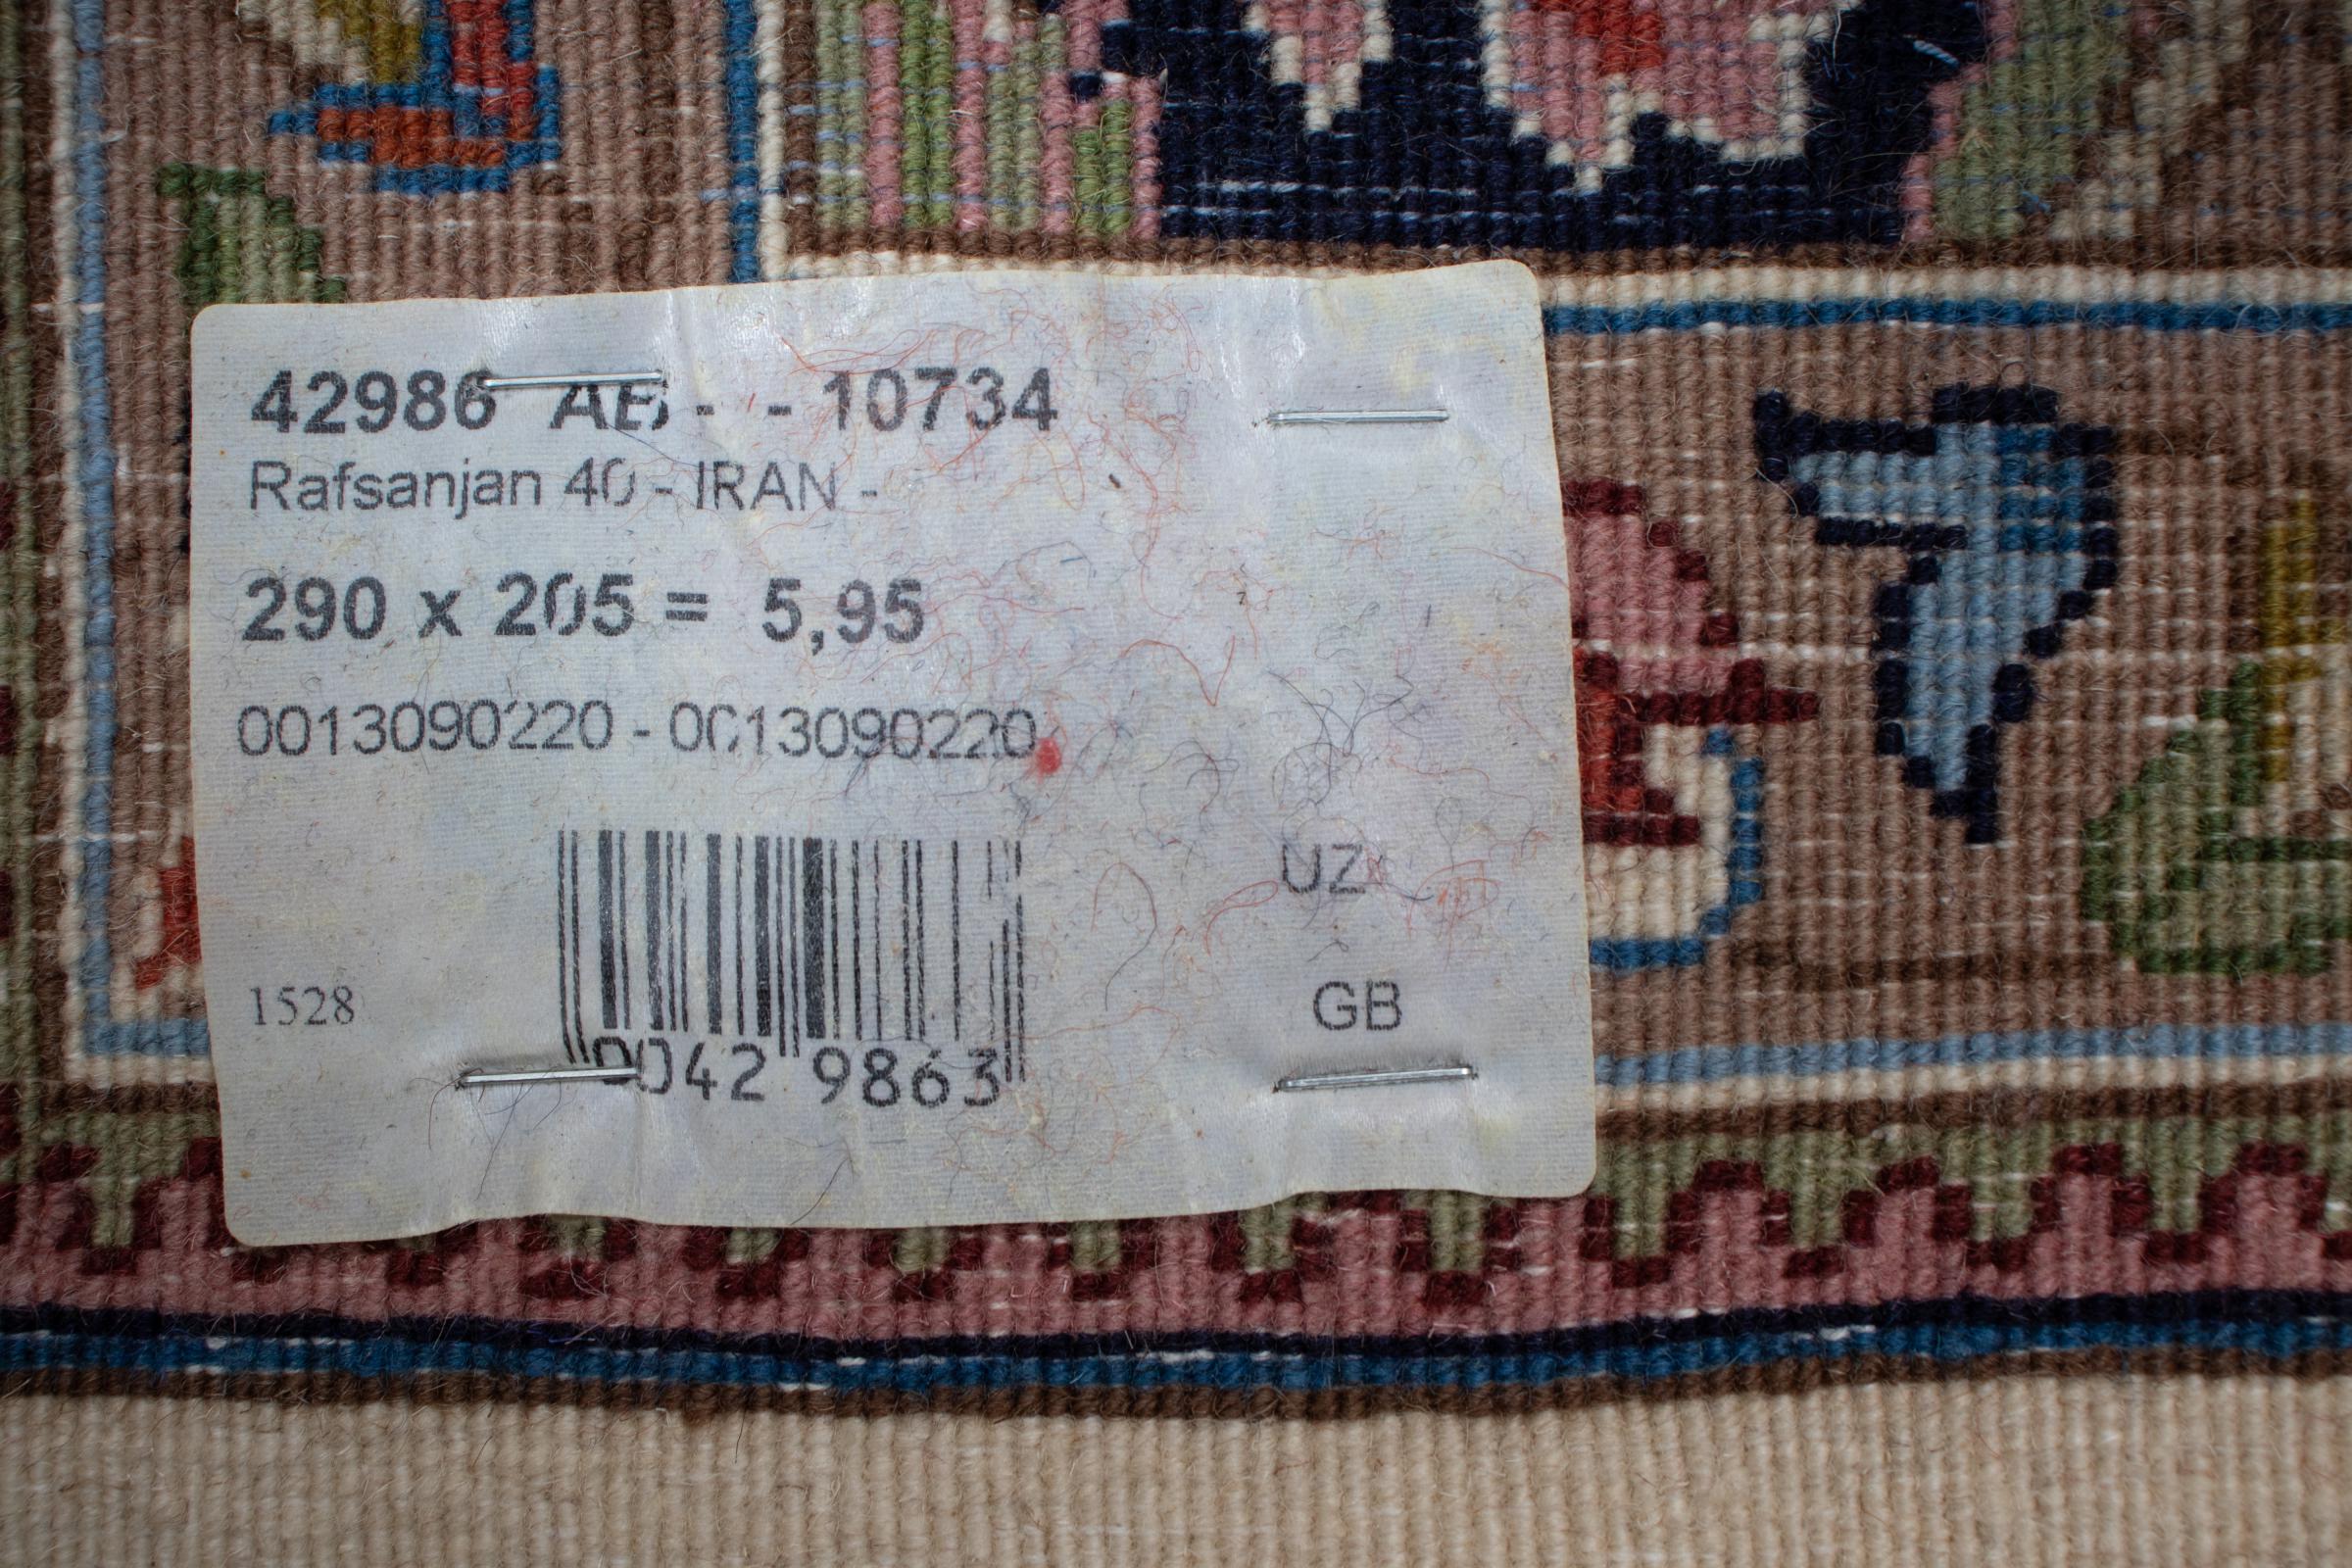 42986 AB - - 10734
Rafsanjan 40 - IRAN -
290 x 205 = 5,95
0013090220 - 0013090220
UZ
1528
GB
0042 9863